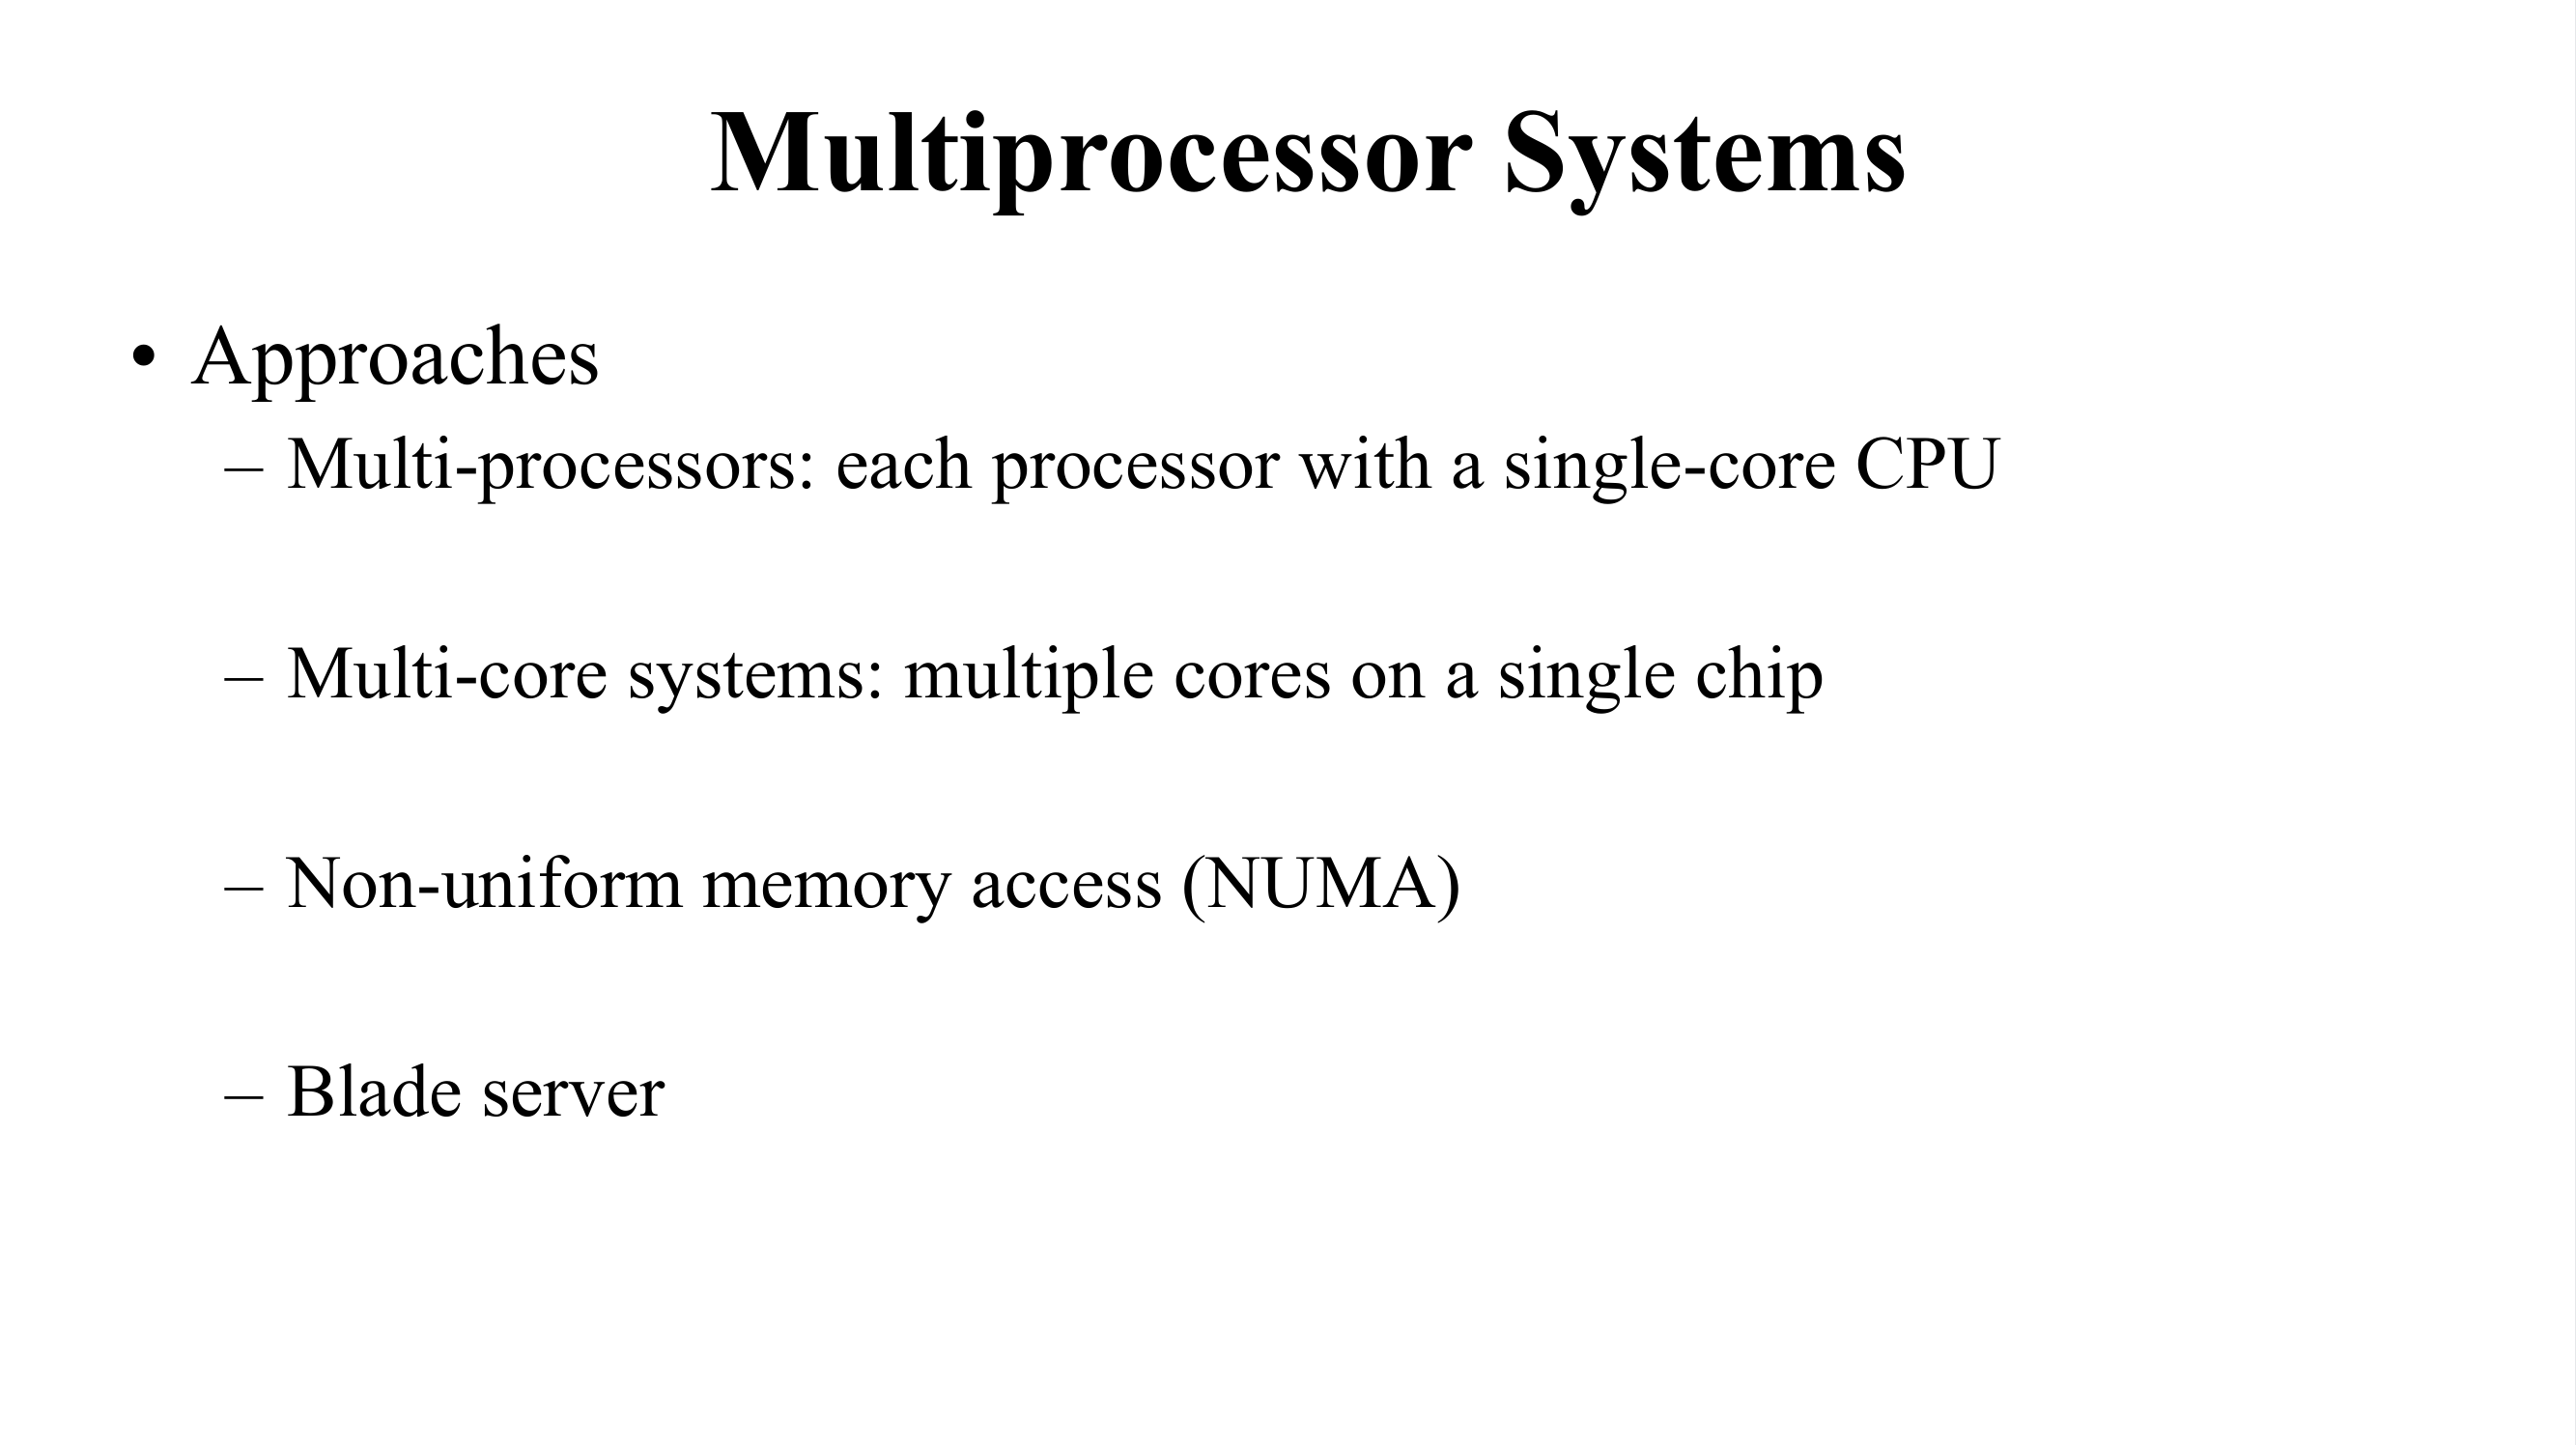 Multiprocessor Systems
• Approaches
– Multi-processors: each processor with a single-core CPU
– Multi-core systems: multiple cores on a single chip
– Non-uniform memory access (NUMA)
– Blade server